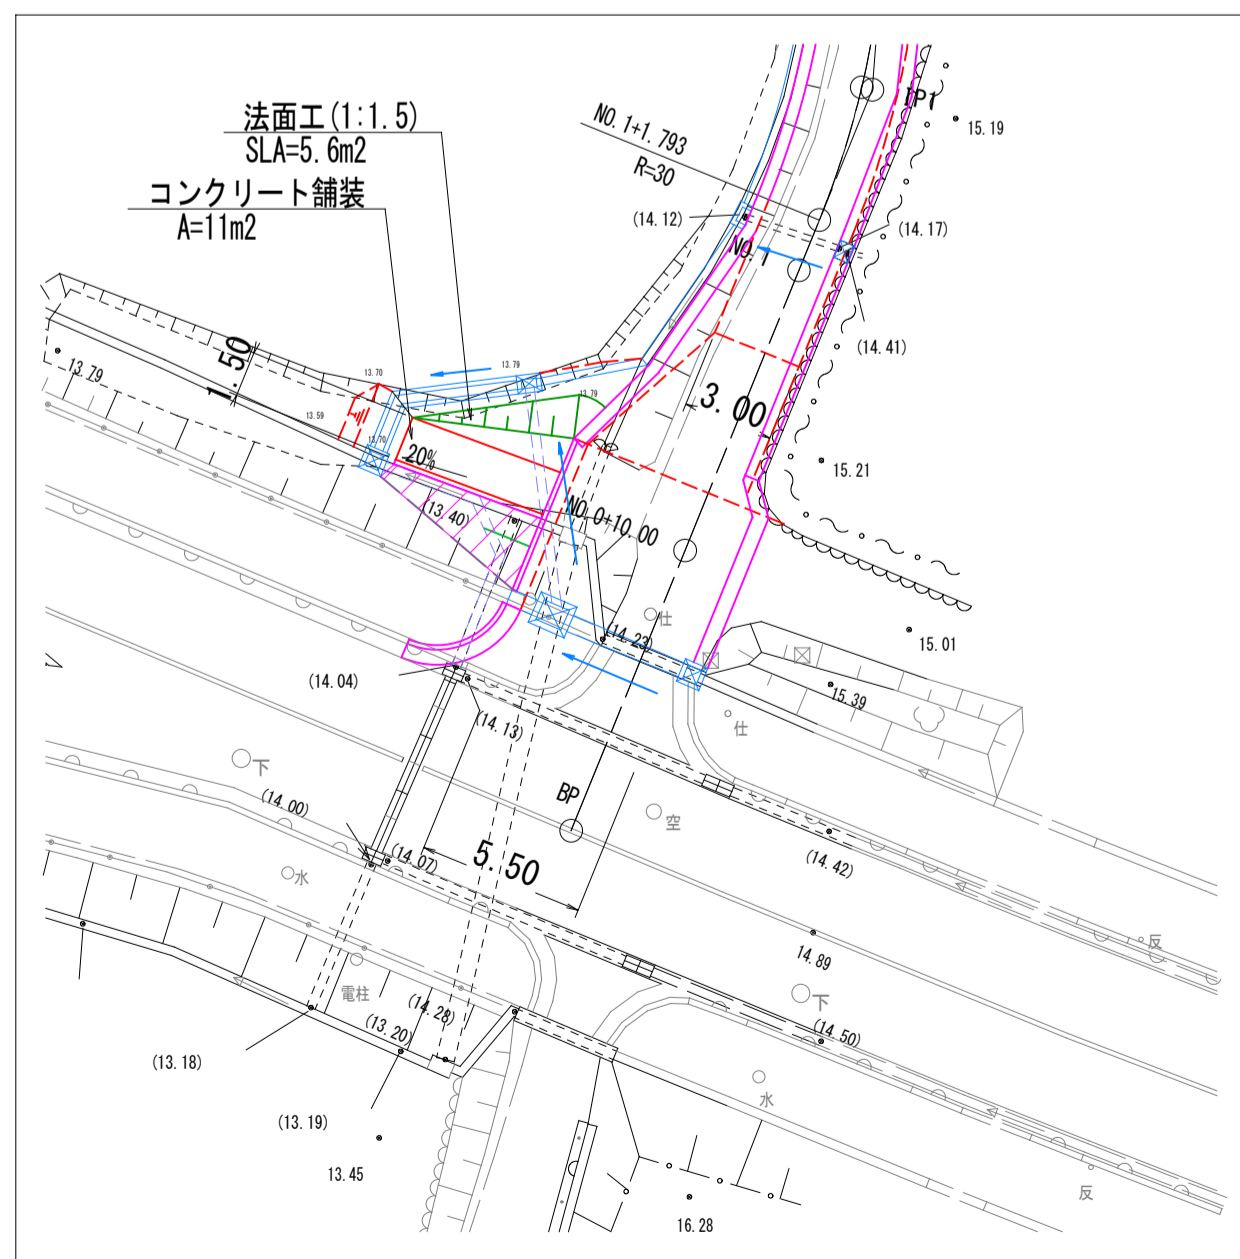 法面工(1:1.5)
SLA=5.6m2
コンクリート舗装
A=11m2
NO.1+1.793
R=30
IP1
15.19
(14.12)
(14.17)
NO.1
(14.41)
1.50
13.79
13.70
13.79
13.79
13.59
13.70
20%
3.00
15.21
(13.40)
NO.0+10.00
仕
(14.23)
15.01
(14.04)
15.39
(14.13)
仕
下
(14.00)
BP
空
(14.07)
5.50
水
(14.42)
反
14.89
電柱
(14.28)
下
(13.20)
(14.50)
(13.18)
水
(13.19)
13.45
反
16.28